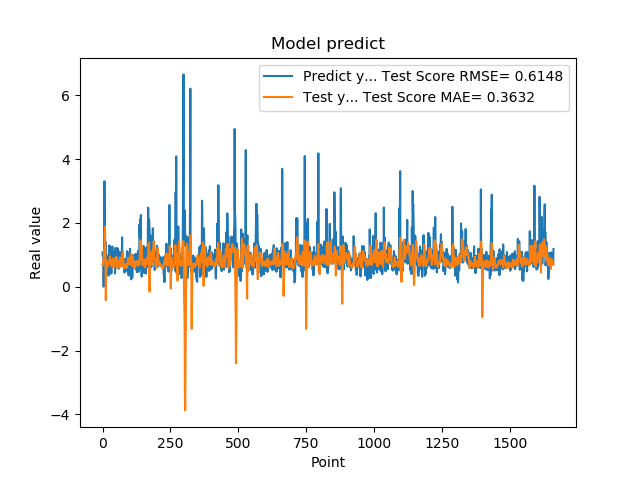 Model predict
Predict y... Test Score RMSE= 0.6148
Test y... Test Score MAE= 0.3632
Real value
6
4
2
0
−2
−4
0 250 500 750 1000 1250 1500
Point